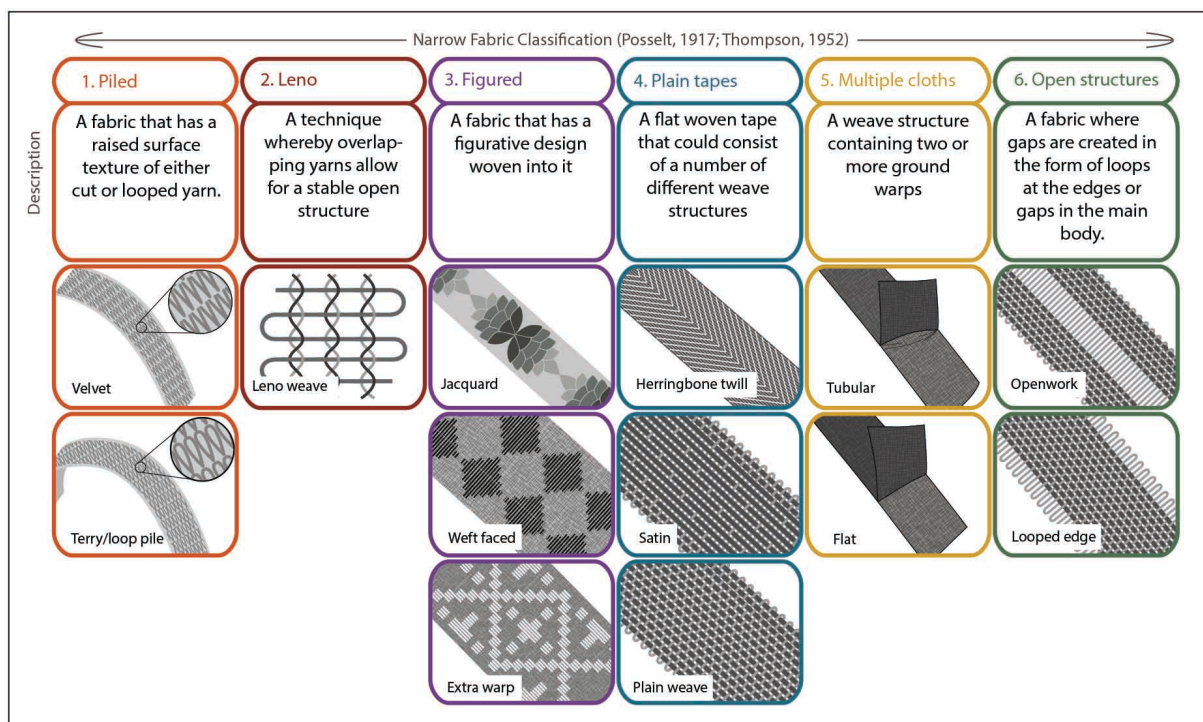 Narrow Fabric Classification (Posselt, 1917; Thompson, 1952)
1. Piled
2. Leno
3. Figured
4. Plain tapes
5. Multiple cloths
6. Open structures
Description
A fabric that has a
raised surface
texture of either
cut or looped yarn.
A technique
whereby overlap-
ping yarns allow
for a stable open
structure
A fabric that has a
figurative design
woven into it
A flat woven tape
that could consist
of a number of
different weave
structures
A weave structure
containing two or
more ground
warps
A fabric where
gaps are created in
the form of loops
at the edges or
gaps in the main
body.
Velvet
Leno weave
Jacquard
Herringbone twill
Tubular
Openwork
Terry/loop pile
Weft faced
Satin
Flat
Looped edge
Extra warp
Plain weave